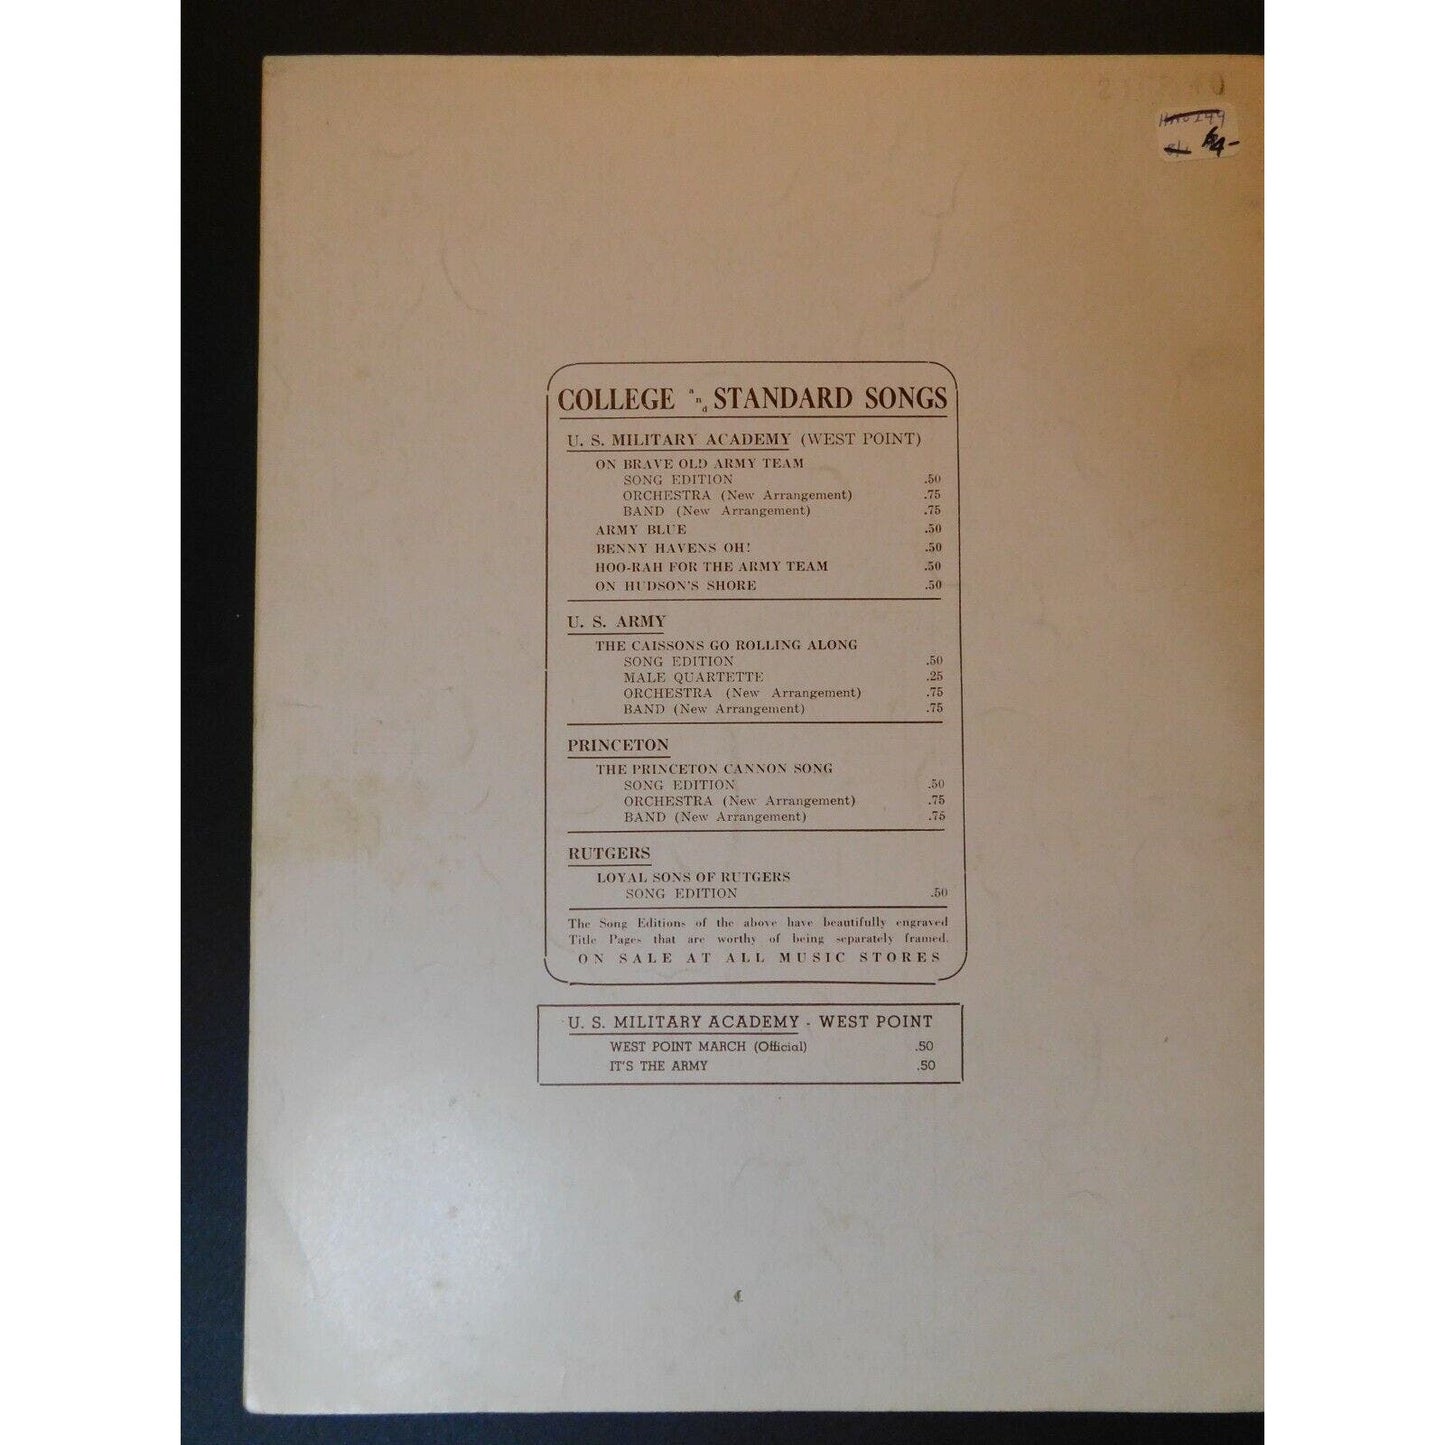 COLLEGE and STANDARD SONGS
U. S. MILITARY ACADEMY (WEST POINT)
ON BRAVE OLD ARMY TEAM
SONG EDITION .50
ORCHESTRA (New Arrangement) .75
BAND (New Arrangement) .75
ARMY BLUE .50
BENNY HAVENS OH! .50
HOO-RAH FOR THE ARMY TEAM .50
ON HUDSON'S SHORE .50
U. S. ARMY
THE CAISSONS GO ROLLING ALONG
SONG EDITION .50
MALE QUARTETTE .25
ORCHESTRA (New Arrangement) .75
BAND (New Arrangement) .75
PRINCETON
THE PRINCETON CANNON SONG
SONG EDITION .50
ORCHESTRA (New Arrangement) .75
BAND (New Arrangement) .75
RUTGERS
LOYAL SONS OF RUTGERS
SONG EDITION .50
The Song Editions of the above have beautifully engraved
Title Pages that are worthy of being separately framed.
ON SALE AT ALL MUSIC STORES
U. S. MILITARY ACADEMY - WEST POINT
WEST POINT MARCH (Official) .50
IT'S THE ARMY .50